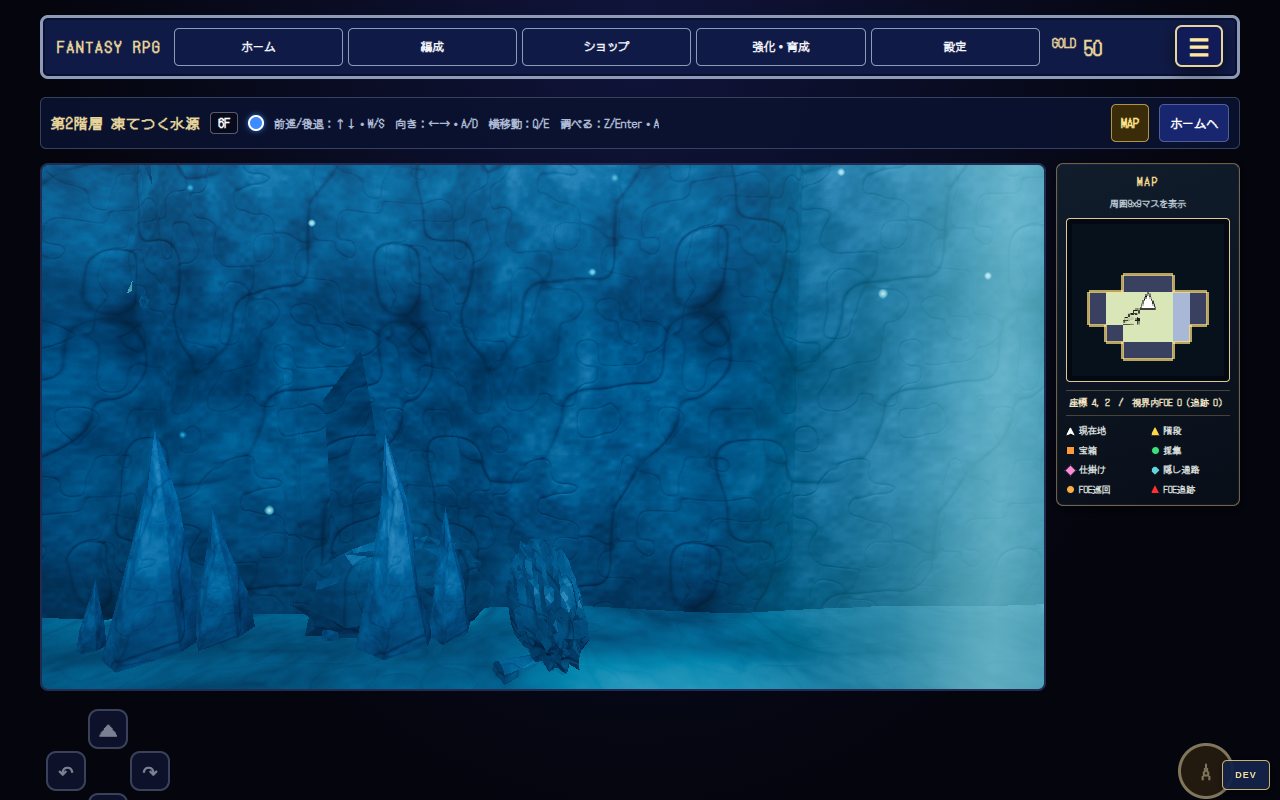 FANTASY RPG
ホーム
編成
ショップ
強化・育成
設定
GOLD 50
第2階層 凍てつく水源 6F
前進/後退:↑↓・W/S 向き:←→・A/D 横移動:Q/E 調べる:Z/Enter・A
MAP
ホームへ
MAP
周囲9x9マスを表示
座標 4, 2 / 視界内FOE 0 (追跡 0)
現在地
階段
宝箱
採集
仕掛け
隠し通路
FOE巡回
FOE追跡
A
DEV